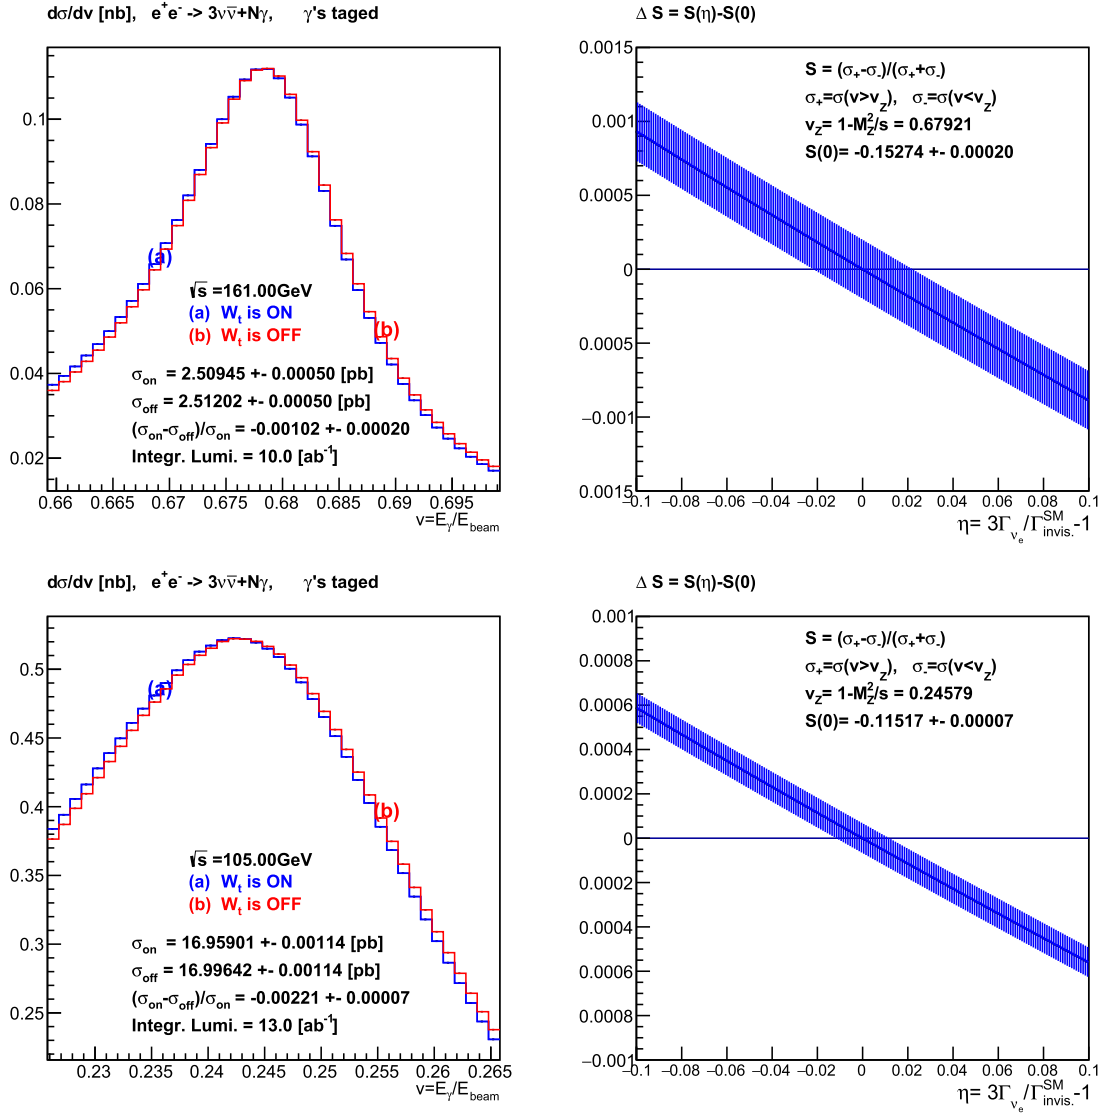 dσ/dv [nb], e⁺e⁻ -> 3νν̅+Nγ, γ's taged
0.1
0.08
0.06
0.04
0.02
(a)
(b)
√s =161.00GeV
(a) Wₜ is ON
(b) Wₜ is OFF
σ_on = 2.50945 +- 0.00050 [pb]
σ_off = 2.51202 +- 0.00050 [pb]
(σ_on-σ_off)/σ_on = -0.00102 +- 0.00020
Integr. Lumi. = 10.0 [ab⁻¹]
0.66 0.665 0.67 0.675 0.68 0.685 0.69 0.695
v=E_γ/E_beam
Δ S = S(η)-S(0)
0.0015
0.001
0.0005
0
0.0005
−0.001
0.0015
S = (σ₊-σ₋)/(σ₊+σ₋)
σ₊=σ(v>v_Z), σ₋=σ(v<v_Z)
v_Z= 1-M_Z²/s = 0.67921
S(0)= -0.15274 +- 0.00020
−0.1 −0.08 −0.06 −0.04 −0.02 0 0.02 0.04 0.06 0.08 0.1
η= 3Γ_νₑ/Γ_invis.^SM-1
dσ/dv [nb], e⁺e⁻ -> 3νν̅+Nγ, γ's taged
0.5
0.45
0.4
0.35
0.3
0.25
(a)
(b)
√s =105.00GeV
(a) Wₜ is ON
(b) Wₜ is OFF
σ_on = 16.95901 +- 0.00114 [pb]
σ_off = 16.99642 +- 0.00114 [pb]
(σ_on-σ_off)/σ_on = -0.00221 +- 0.00007
Integr. Lumi. = 13.0 [ab⁻¹]
0.23 0.235 0.24 0.245 0.25 0.255 0.26 0.265
v=E_γ/E_beam
Δ S = S(η)-S(0)
0.001
0.0008
0.0006
0.0004
0.0002
0
0.0002
0.0004
0.0006
0.0008
−0.001
S = (σ₊-σ₋)/(σ₊+σ₋)
σ₊=σ(v>v_Z), σ₋=σ(v<v_Z)
v_Z= 1-M_Z²/s = 0.24579
S(0)= -0.11517 +- 0.00007
−0.1 −0.08 −0.06 −0.04 −0.02 0 0.02 0.04 0.06 0.08 0.1
η= 3Γ_νₑ/Γ_invis.^SM-1